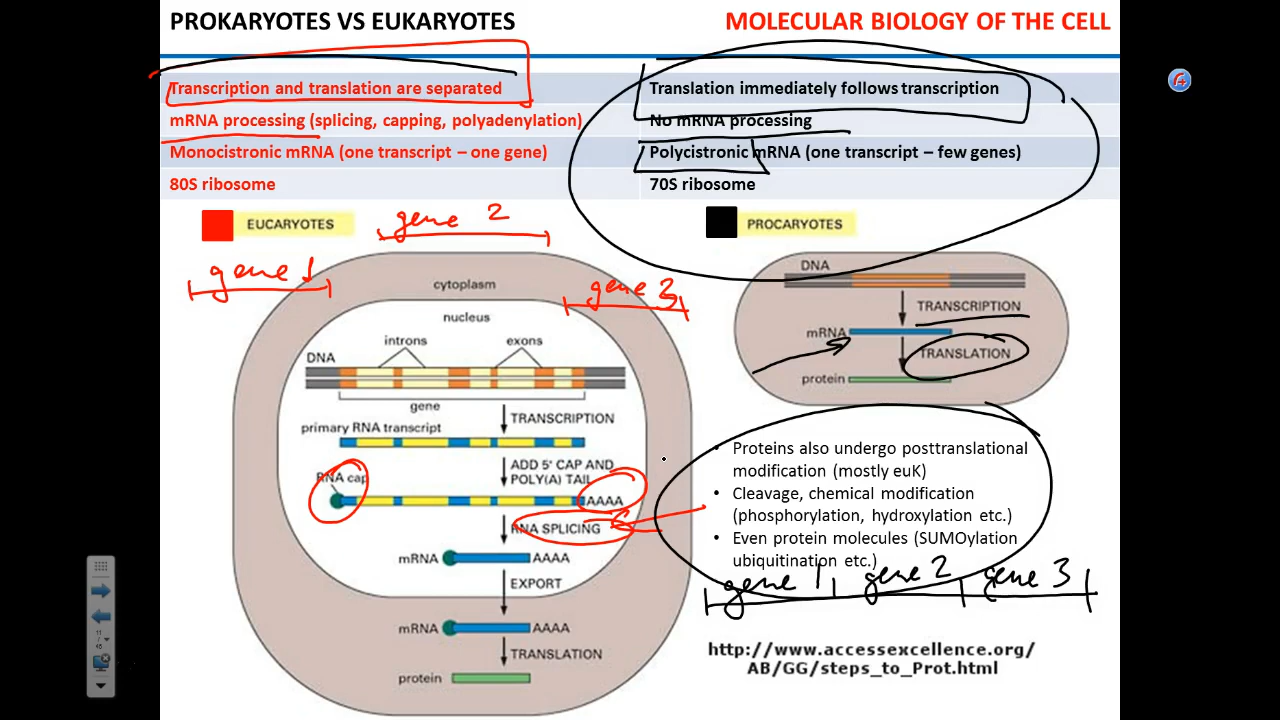 PROKARYOTES VS EUKARYOTES
MOLECULAR BIOLOGY OF THE CELL
Transcription and translation are separated
Translation immediately follows transcription
mRNA processing (splicing, capping, polyadenylation)
No mRNA processing
Monocistronic mRNA (one transcript – one gene)
Polycistronic mRNA (one transcript – few genes)
80S ribosome
70S ribosome
EUCARYOTES
gene 1
gene 2
gene 3
cytoplasm
nucleus
introns
exons
DNA
gene
TRANSCRIPTION
primary RNA transcript
ADD 5' CAP AND
POLY(A) TAIL
RNA cap
AAAA
RNA SPLICING
mRNA
AAAA
EXPORT
mRNA
AAAA
TRANSLATION
protein
PROCARYOTES
DNA
TRANSCRIPTION
mRNA
TRANSLATION
protein
• Proteins also undergo posttranslational
modification (mostly euK)
• Cleavage, chemical modification
(phosphorylation, hydroxylation etc.)
• Even protein molecules (SUMOylation
ubiquitination etc.)
gene 1 gene 2 gene 3
http://www.accessexcellence.org/
AB/GG/steps_to_Prot.html